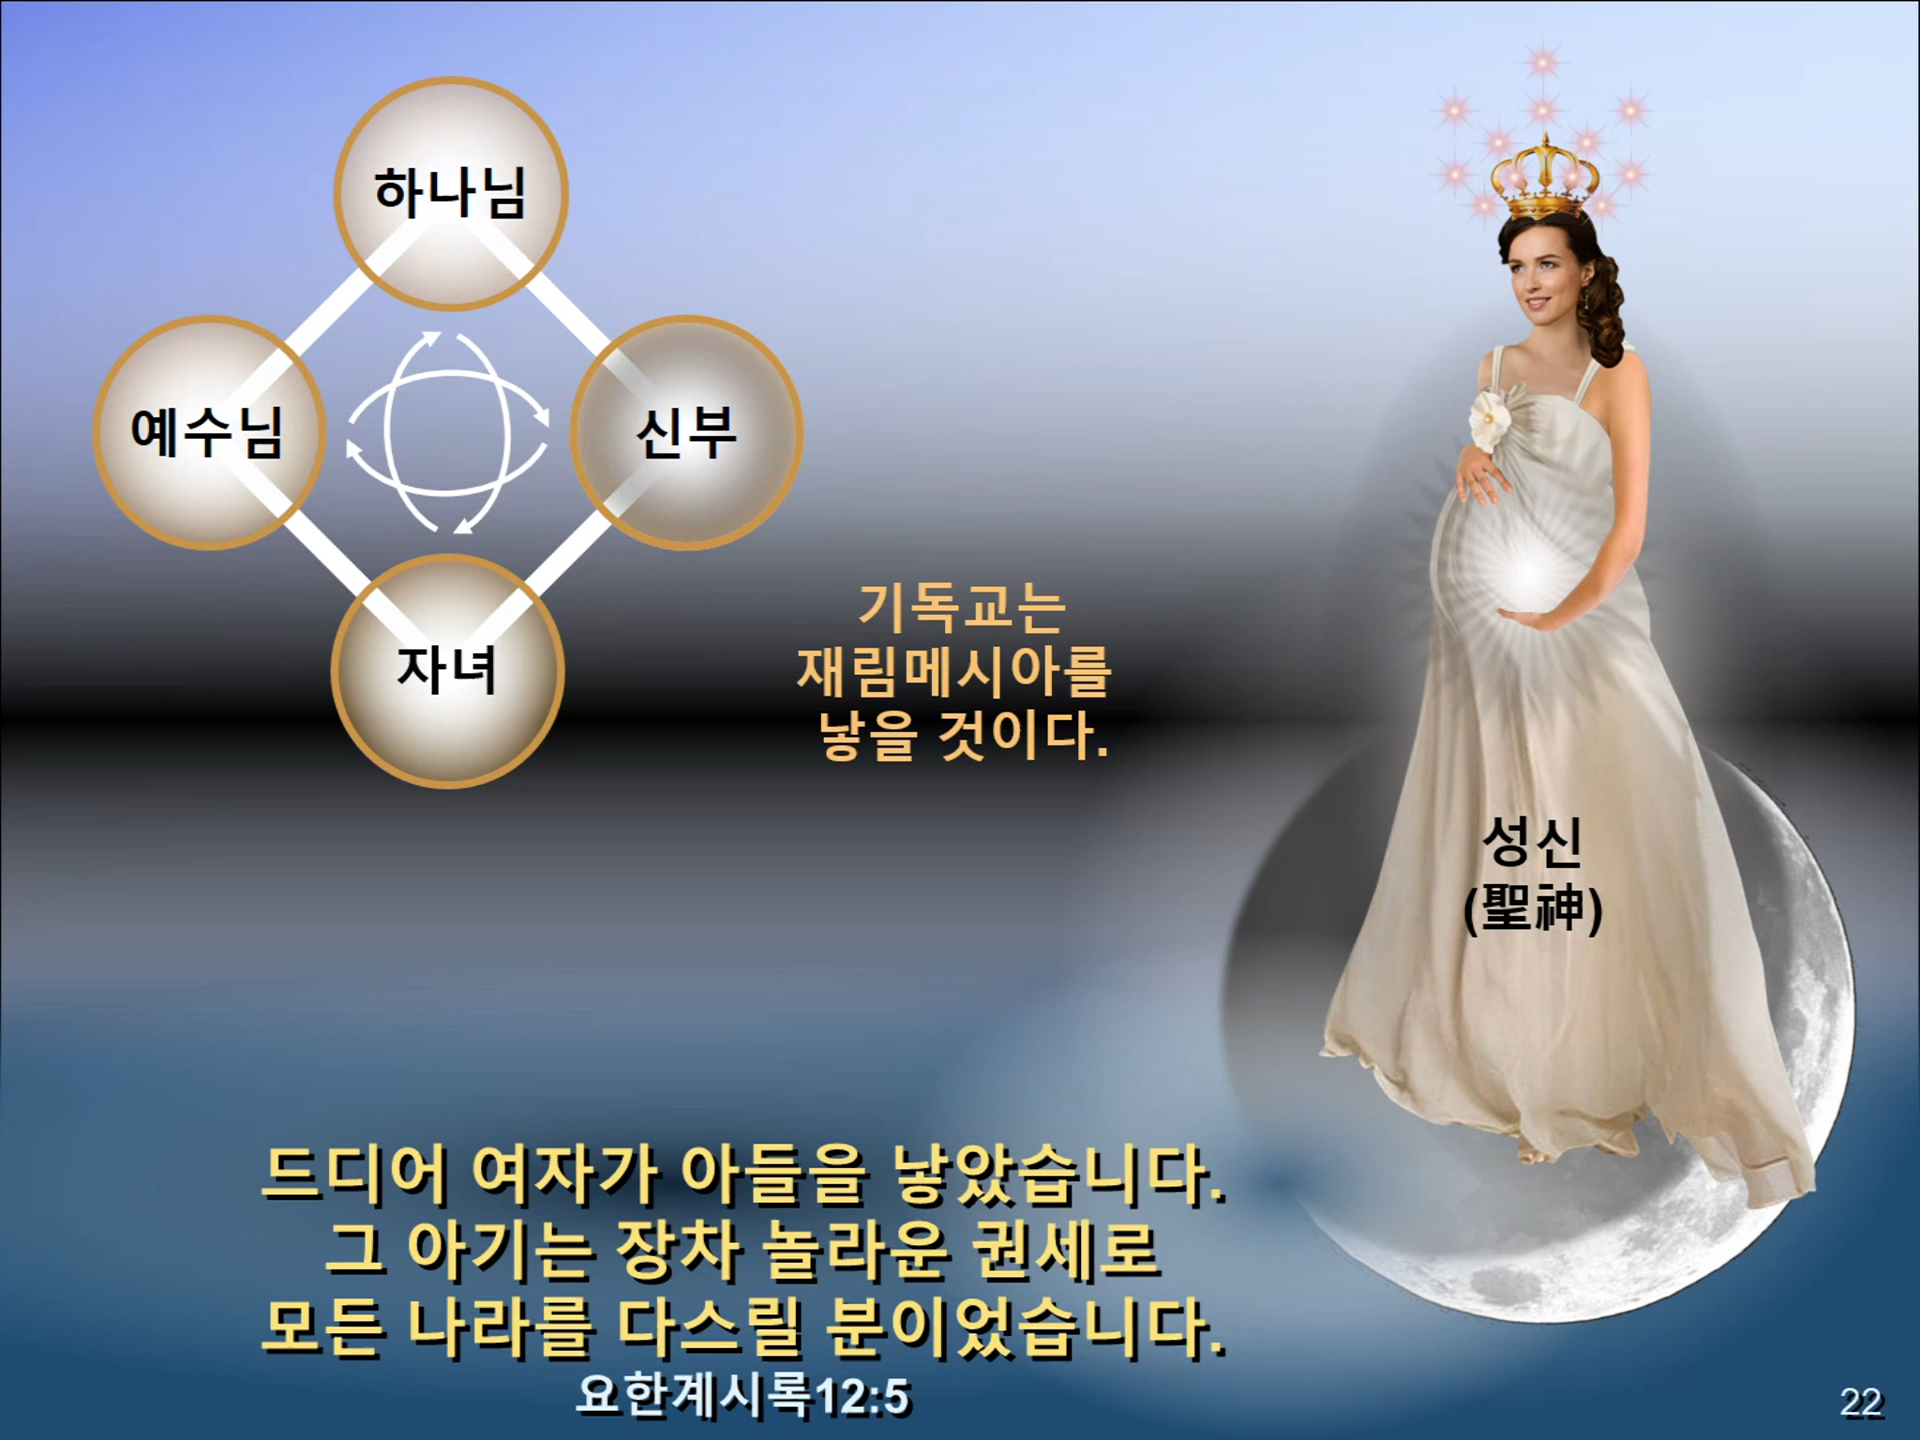 하나님
예수님
신부
자녀
기독교는
재림메시아를
낳을 것이다.
성신
(聖神)
드디어 여자가 아들을 낳았습니다.
그 아기는 장차 놀라운 권세로
모든 나라를 다스릴 분이었습니다.
요한계시록12:5
22